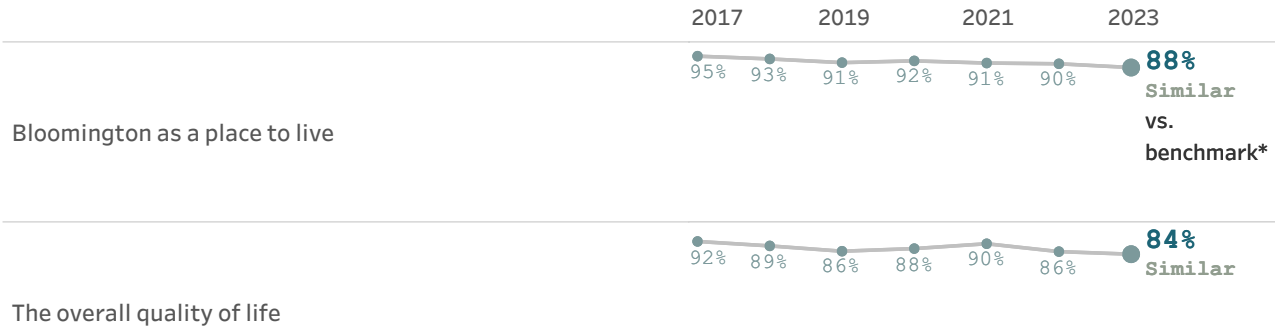 2017 2019 2021 2023
95% 93% 91% 92% 91% 90% 88%
Similar
Bloomington as a place to live
vs.
benchmark*
92% 89% 86% 88% 90% 86% 84%
Similar
The overall quality of life